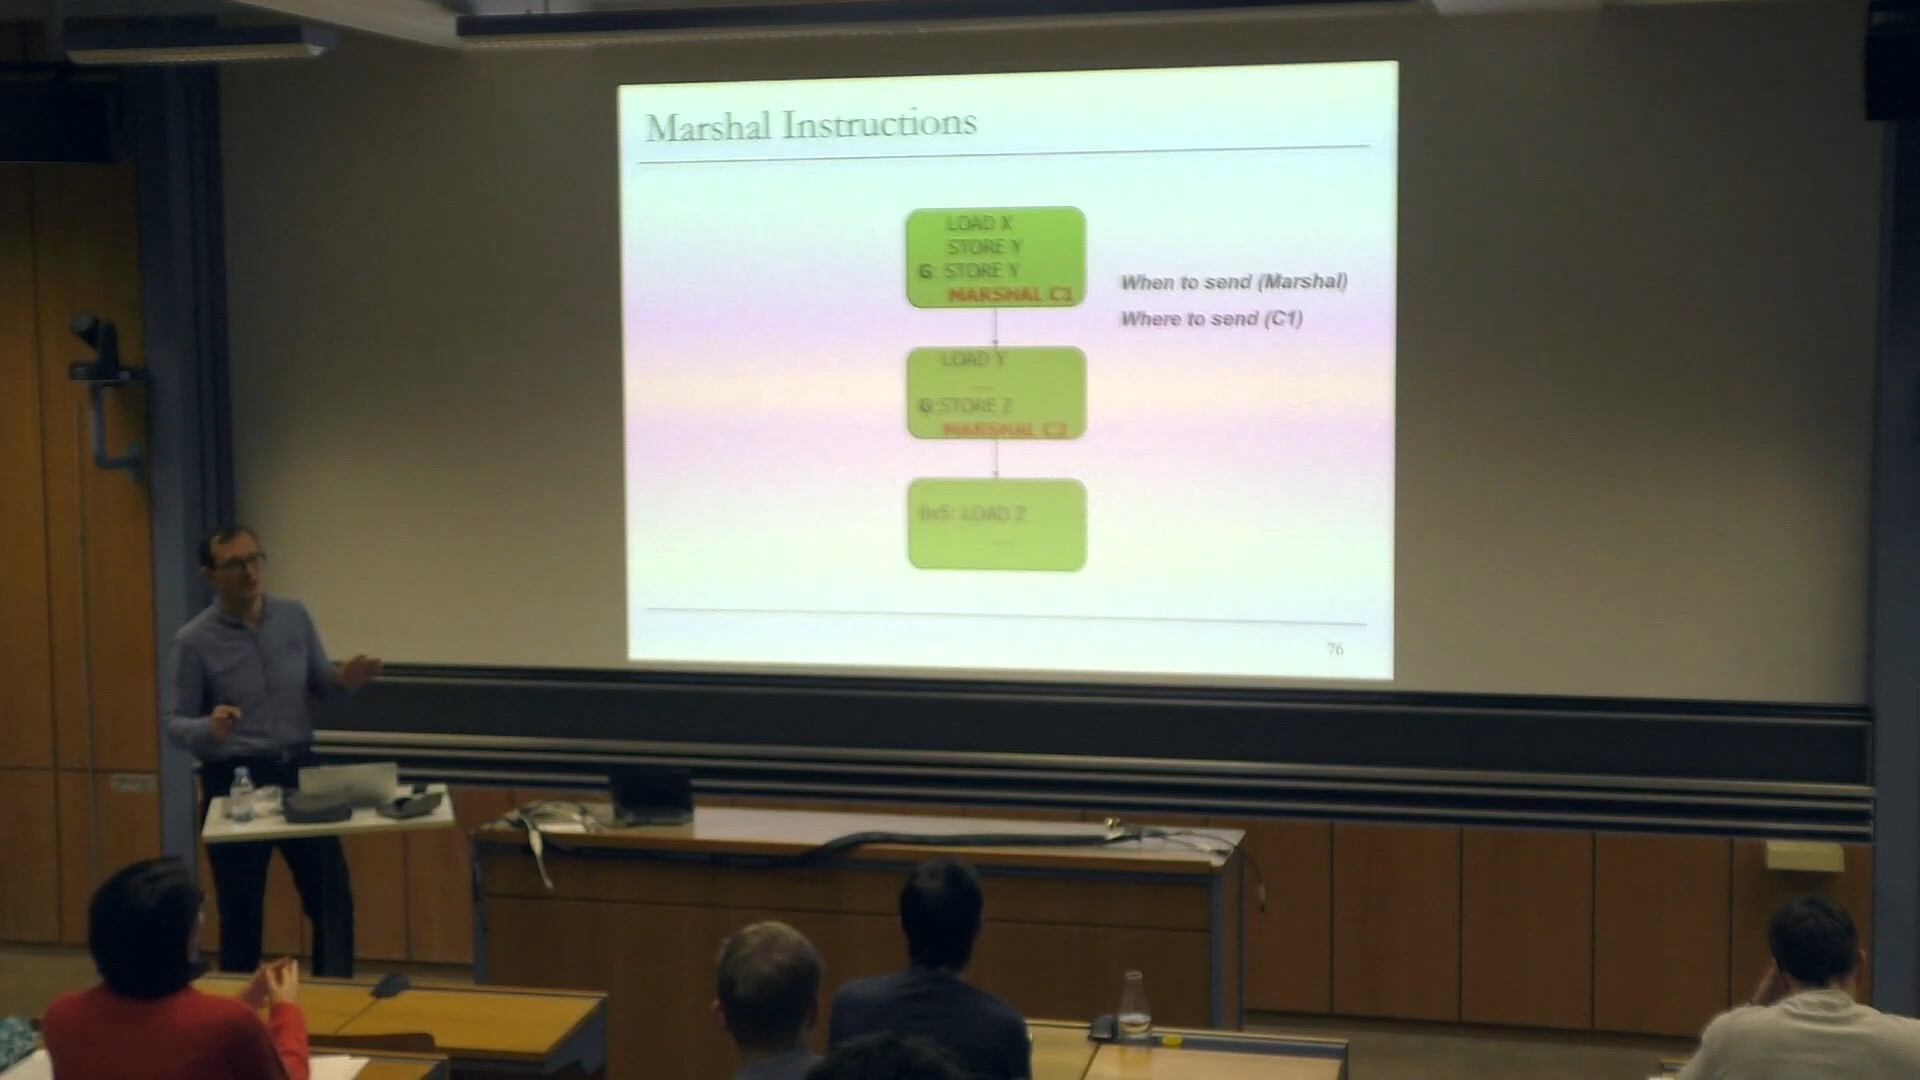 Marshal Instructions
LOAD X
STORE Y
G: STORE Y
MARSHAL C1
When to send (Marshal)
Where to send (C1)
LOAD Y
....
G:STORE Z
MARSHAL C2
0x5: LOAD Z
....
76